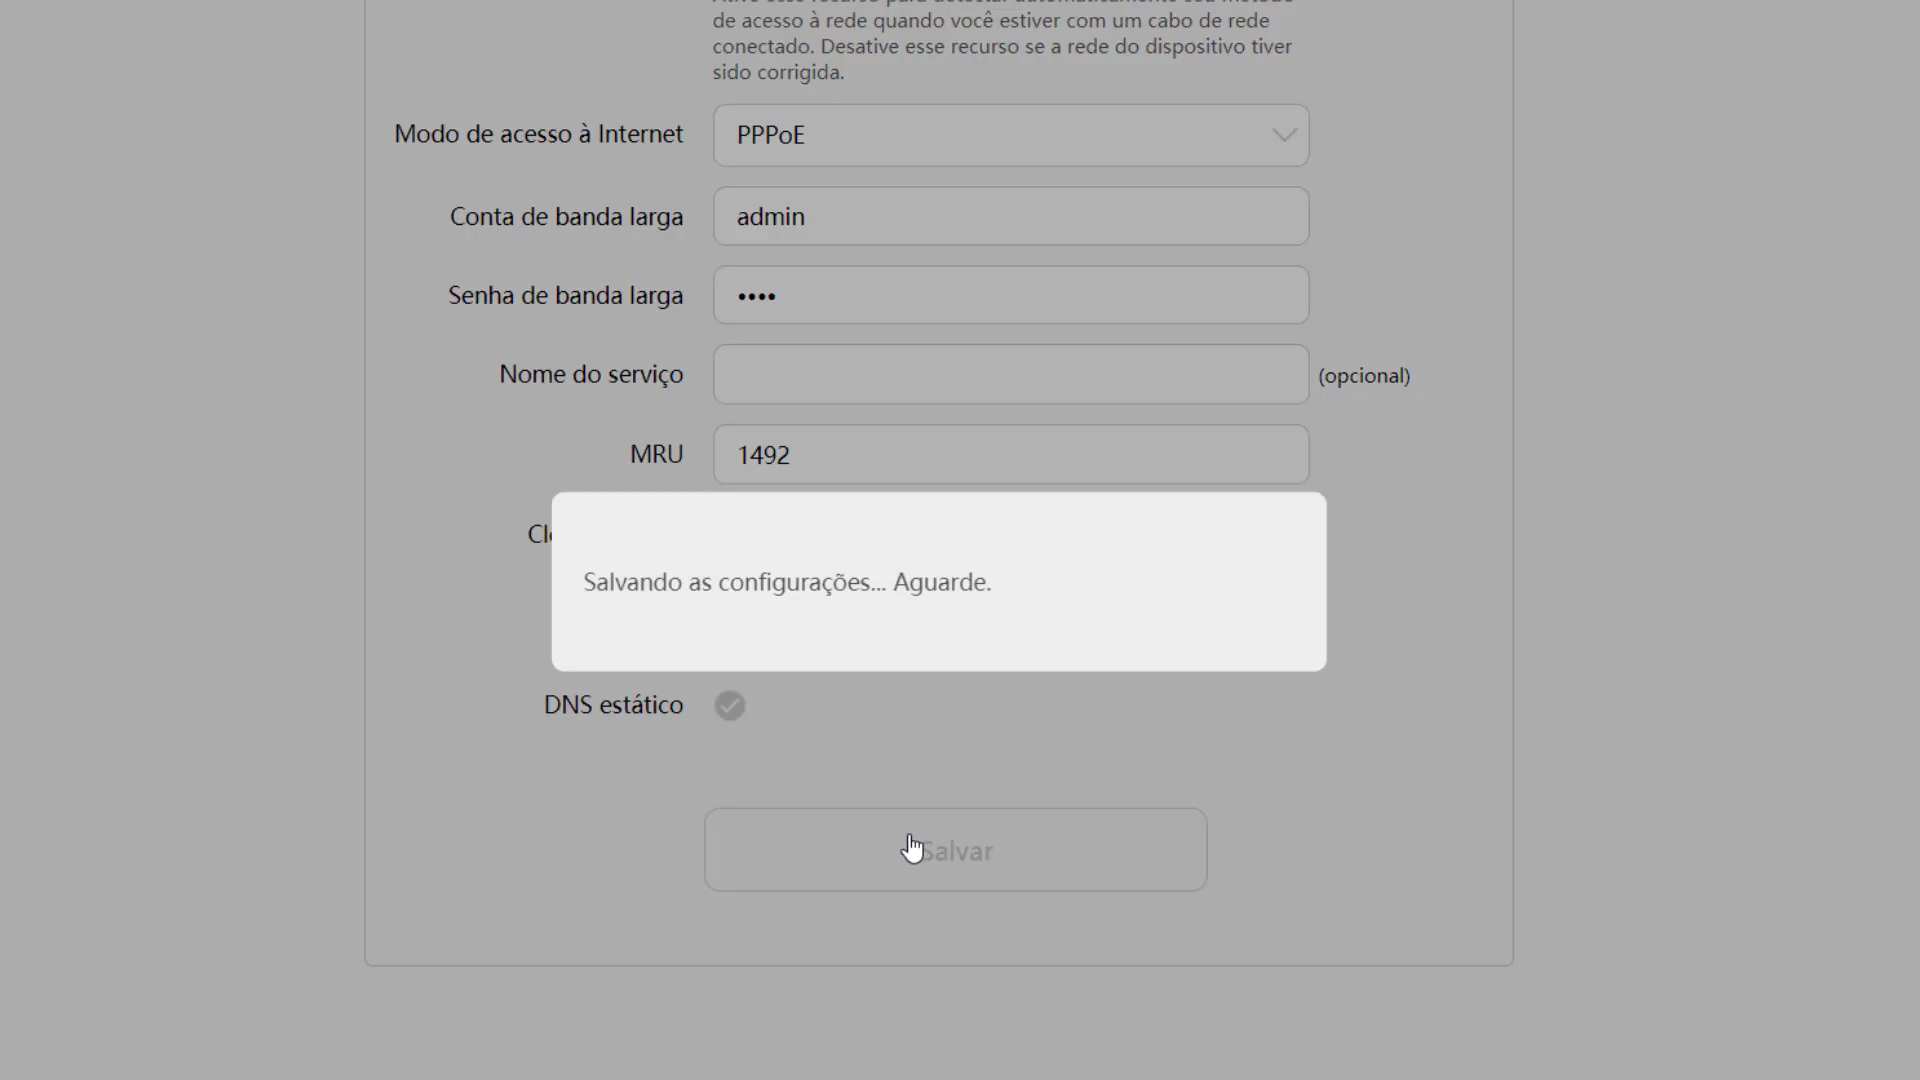 de acesso à rede quando você estiver com um cabo de rede
conectado. Desative esse recurso se a rede do dispositivo tiver
sido corrigida.
Modo de acesso à Internet PPPoE
Conta de banda larga admin
Senha de banda larga ••••
Nome do serviço (opcional)
MRU 1492
Salvando as configurações... Aguarde.
DNS estático
Salvar